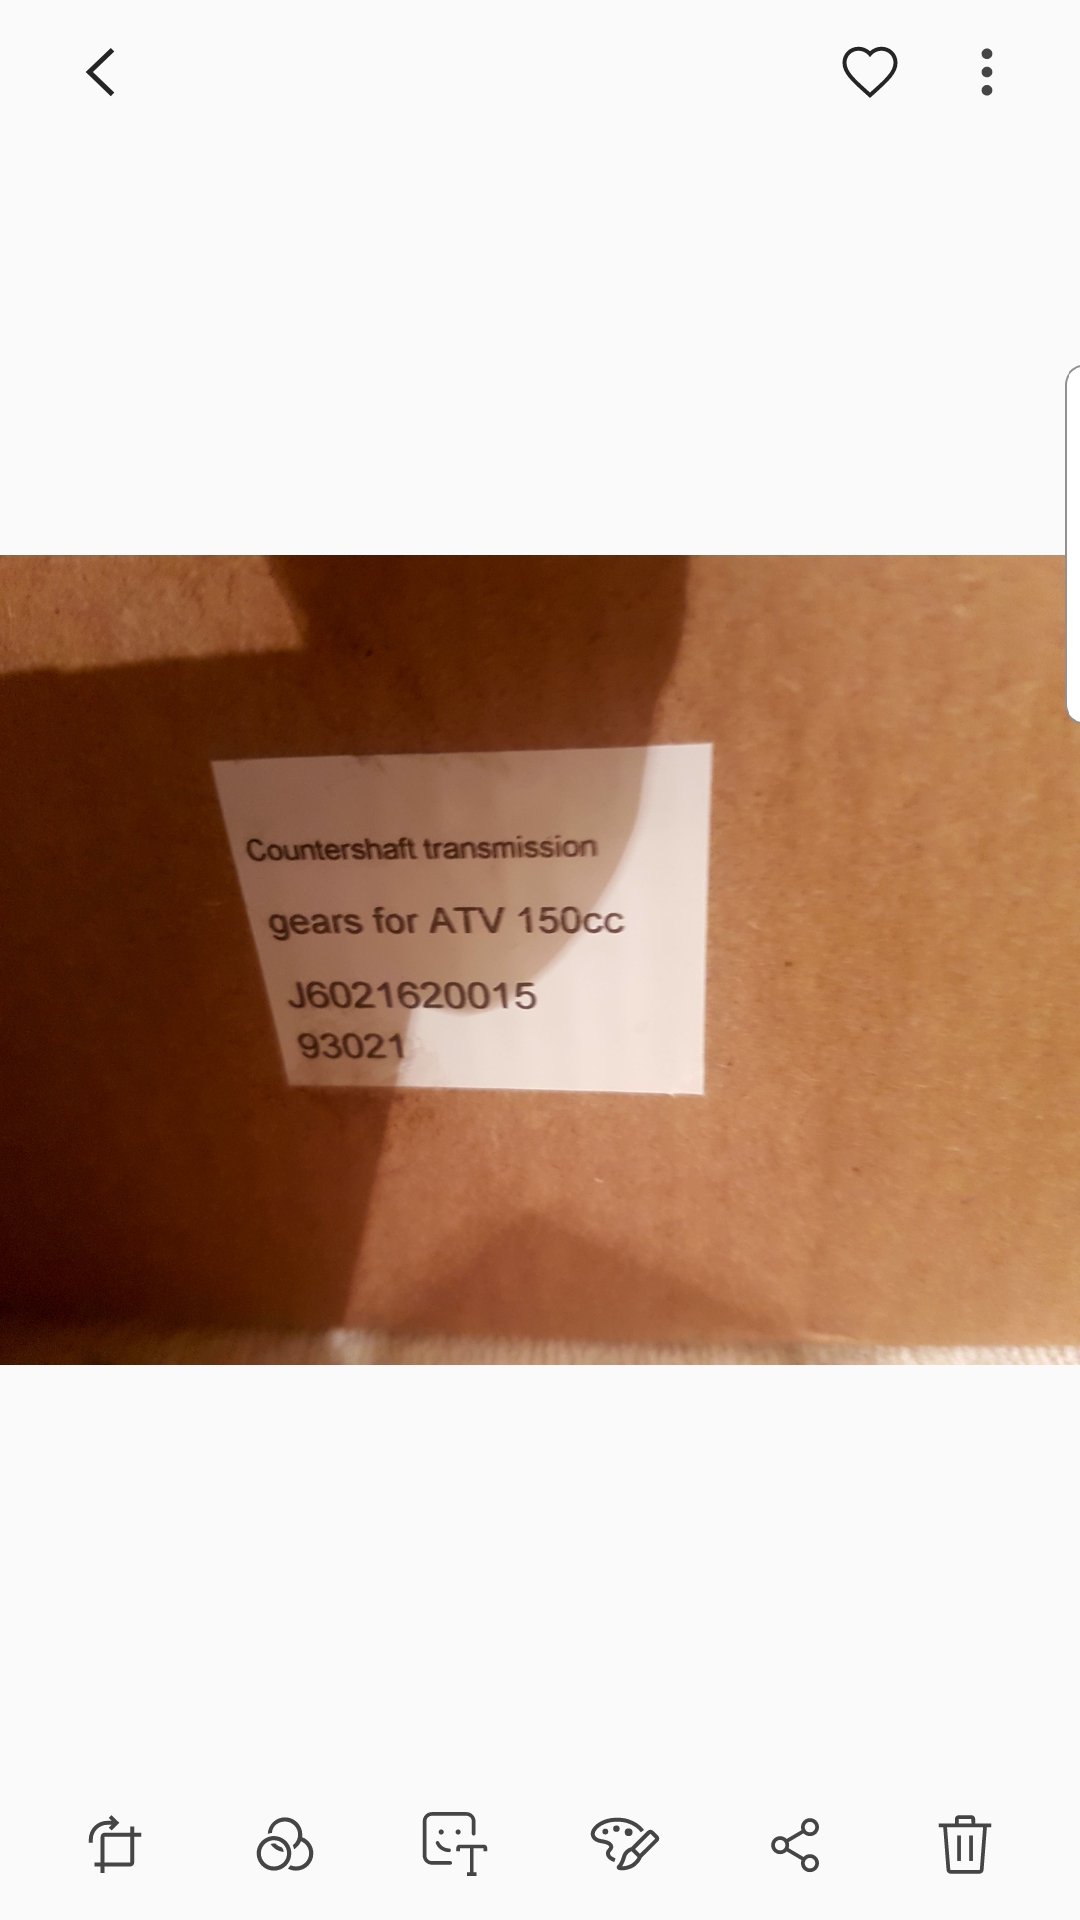 Countershaft transmission
gears for ATV 150cc
J6021620015
93021